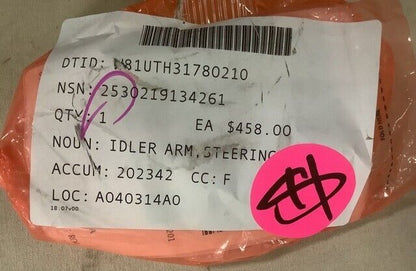 DTID: W81UTH31780210
NSN: 2530219134261
QTY: 1 EA $458.00
NOUN: IDLER ARM,STEERING
ACCUM: 202342 CC: F
LOC: A040314A0